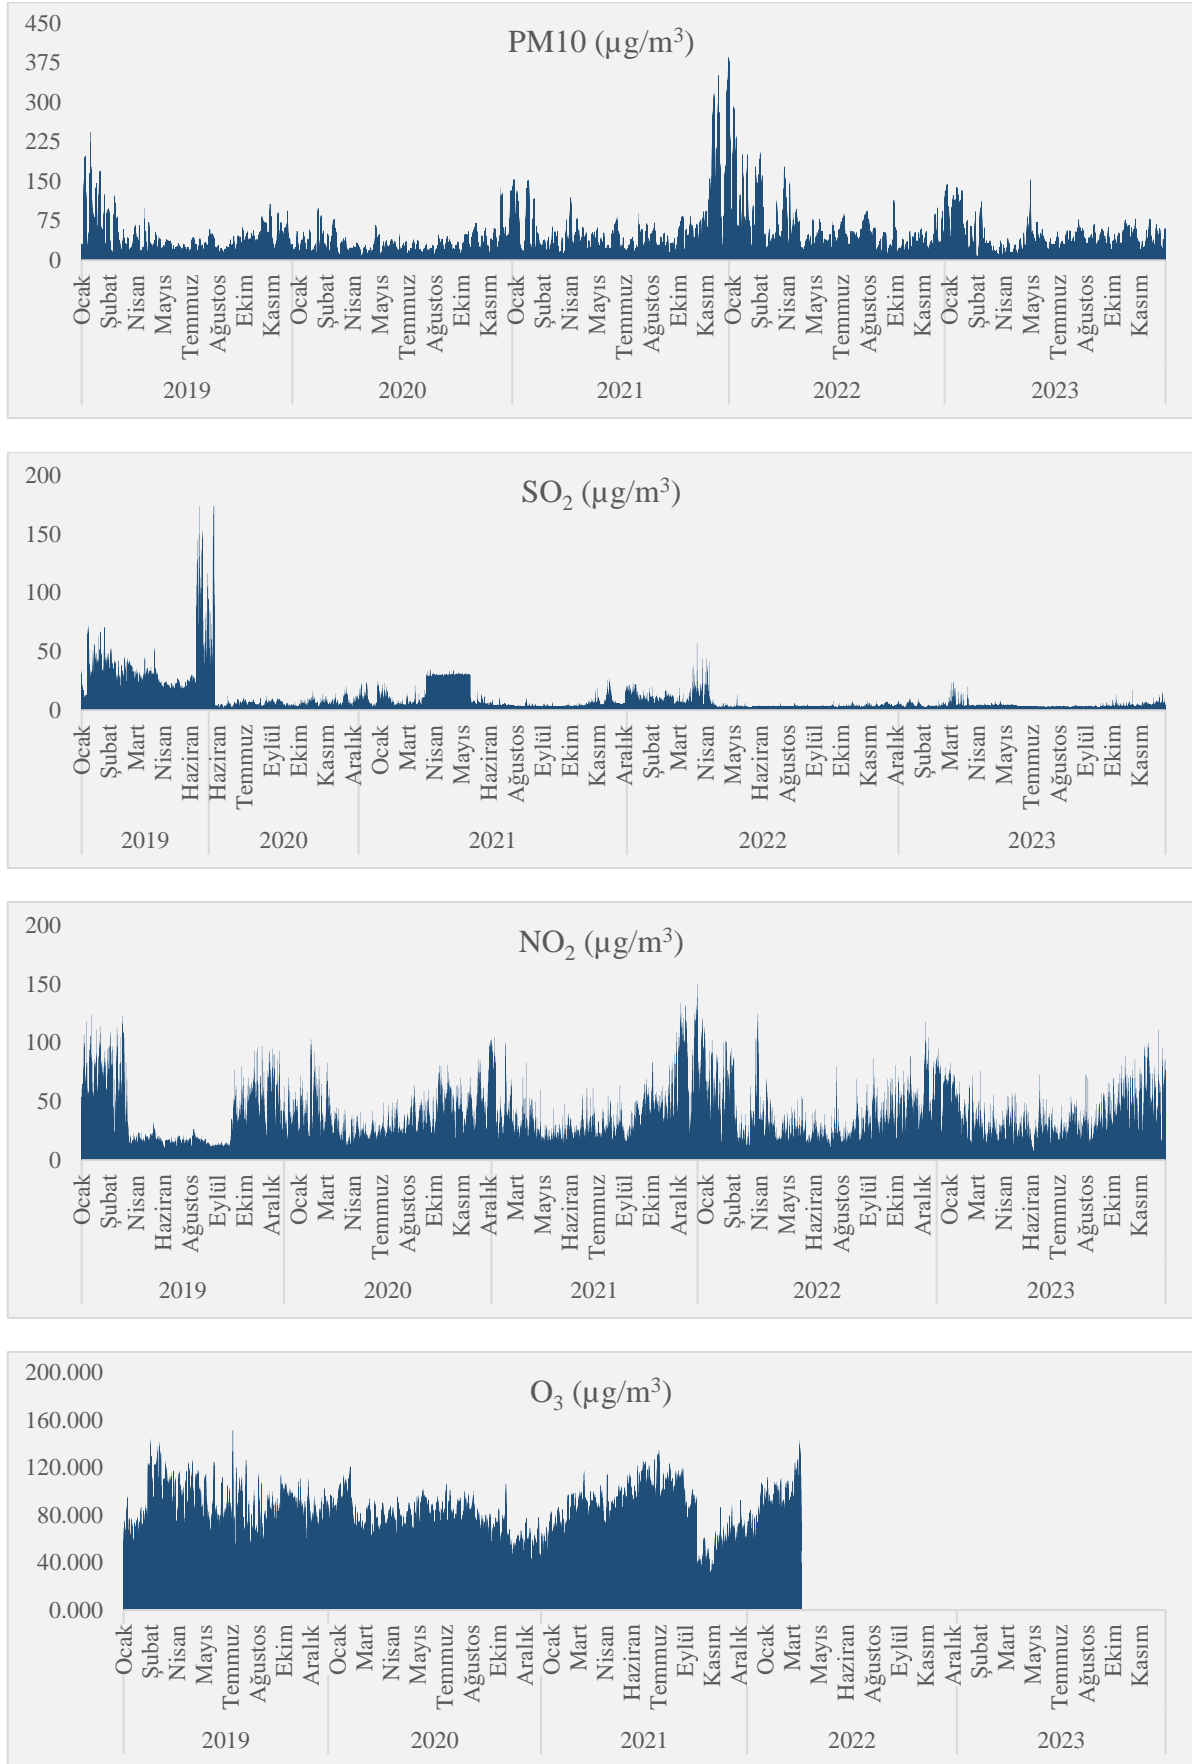 PM10 (µg/m³)
450
375
300
225
150
75
0
Ocak Şubat Nisan Mayıs Temmuz Ağustos Ekim Kasım Ocak Şubat Nisan Mayıs Temmuz Ağustos Ekim Kasım Ocak Şubat Nisan Mayıs Temmuz Ağustos Ekim Kasım Ocak Şubat Nisan Mayıs Temmuz Ağustos Ekim Kasım Ocak Şubat Nisan Mayıs Temmuz Ağustos Ekim Kasım
2019 2020 2021 2022 2023
SO₂ (µg/m³)
200
150
100
50
0
Ocak Şubat Mart Nisan Haziran Haziran Temmuz Eylül Ekim Kasım Aralık Ocak Mart Nisan Mayıs Haziran Ağustos Eylül Ekim Kasım Aralık Şubat Mart Nisan Mayıs Haziran Ağustos Eylül Ekim Kasım Aralık Şubat Mart Nisan Mayıs Temmuz Ağustos Eylül Ekim Kasım
2019 2020 2021 2022 2023
NO₂ (µg/m³)
200
150
100
50
0
Ocak Şubat Nisan Haziran Ağustos Eylül Ekim Aralık Ocak Mart Nisan Temmuz Ağustos Ekim Kasım Aralık Mart Mayıs Haziran Temmuz Eylül Ekim Aralık Ocak Şubat Nisan Mayıs Haziran Ağustos Eylül Ekim Aralık Ocak Mart Nisan Haziran Temmuz Ağustos Ekim Kasım
2019 2020 2021 2022 2023
O₃ (µg/m³)
200.000
160.000
120.000
80.000
40.000
0.000
Ocak Şubat Nisan Mayıs Temmuz Ağustos Ekim Aralık Ocak Mart Nisan Mayıs Temmuz Ağustos Ekim Aralık Ocak Mart Nisan Haziran Temmuz Eylül Kasım Aralık Ocak Mart Mayıs Haziran Ağustos Eylül Kasım Aralık Şubat Mart Mayıs Temmuz Ağustos Eylül Ekim Kasım
2019 2020 2021 2022 2023